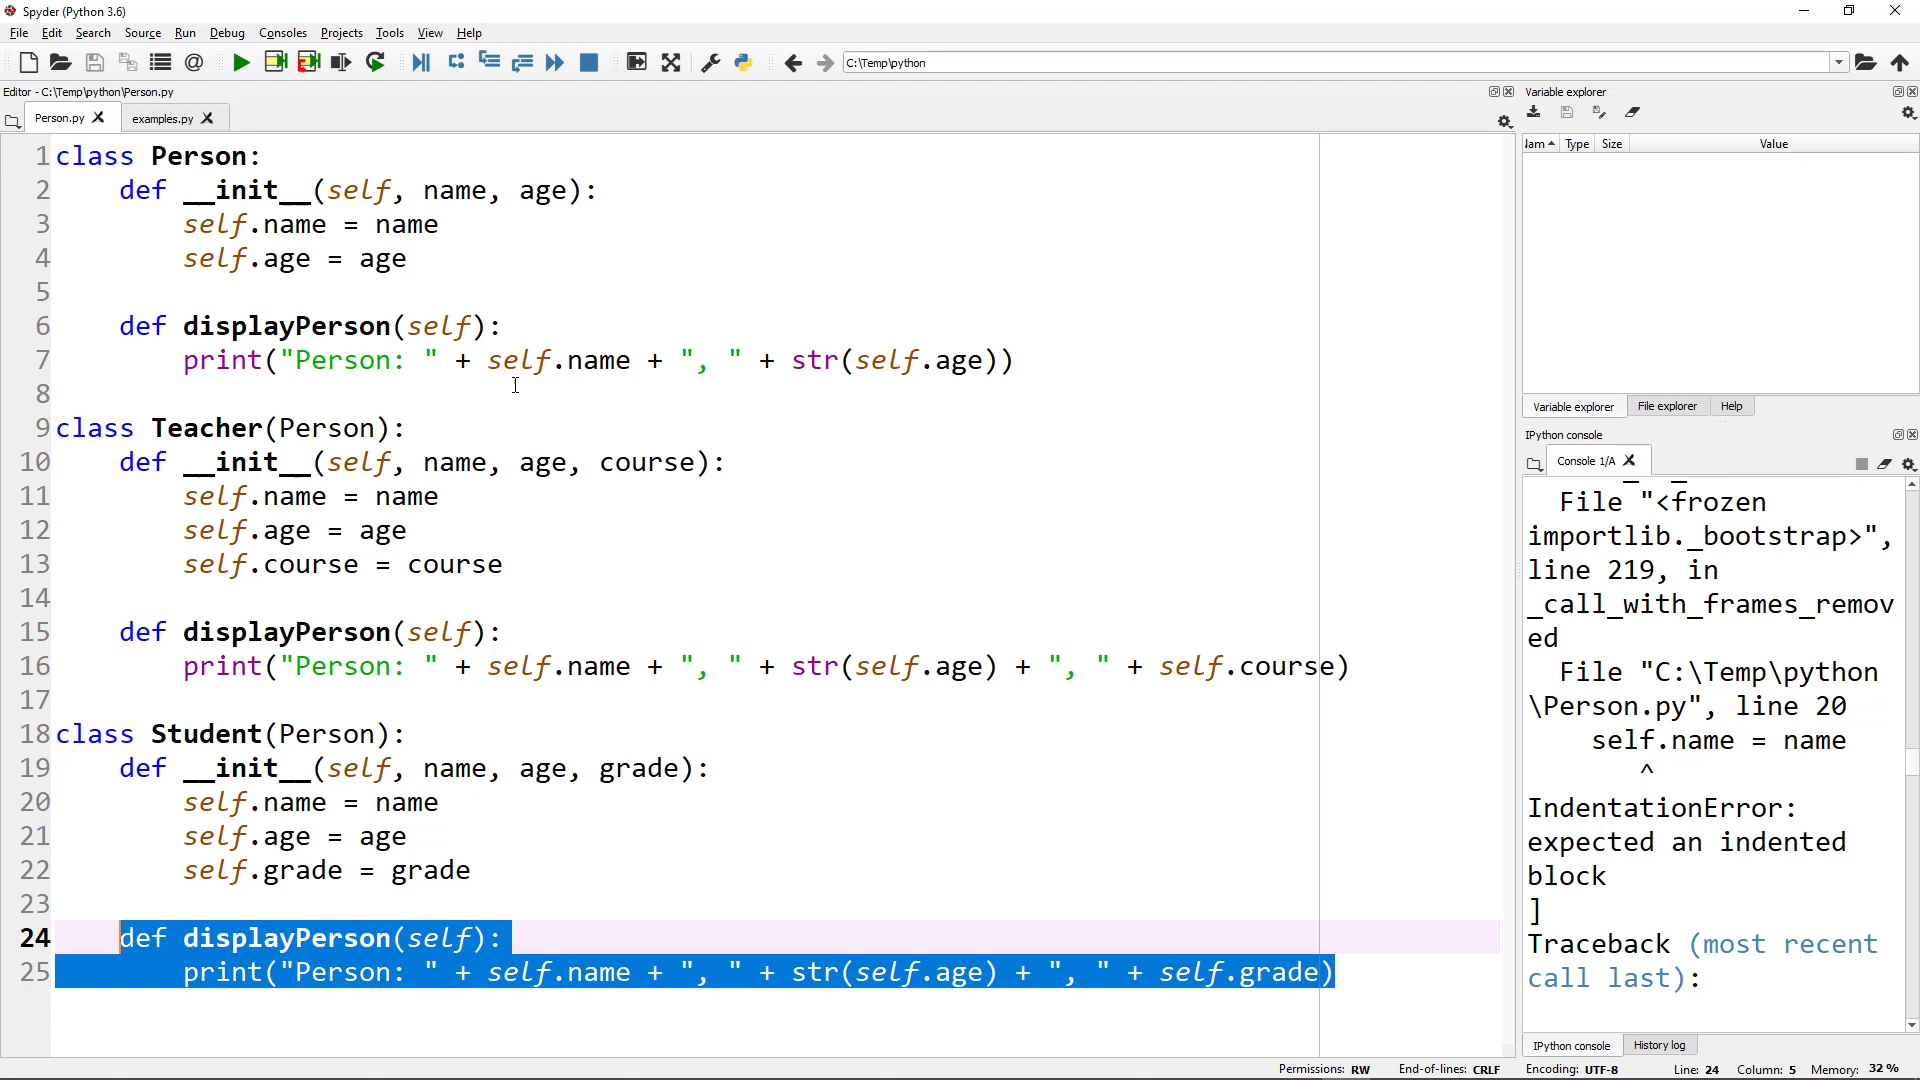 Spyder (Python 3.6)
File Edit Search Source Run Debug Consoles Projects Tools View Help
C:\Temp\python
Editor - C:\Temp\python\Person.py
Person.py examples.py
1 class Person:
2     def __init__(self, name, age):
3         self.name = name
4         self.age = age
5
6     def displayPerson(self):
7         print("Person: " + self.name + ", " + str(self.age))
8
9 class Teacher(Person):
10     def __init__(self, name, age, course):
11         self.name = name
12         self.age = age
13         self.course = course
14
15     def displayPerson(self):
16         print("Person: " + self.name + ", " + str(self.age) + ", " + self.course)
17
18 class Student(Person):
19     def __init__(self, name, age, grade):
20         self.name = name
21         self.age = age
22         self.grade = grade
23
24     def displayPerson(self):
25         print("Person: " + self.name + ", " + str(self.age) + ", " + self.grade)
Variable explorer
Type Size Value
Variable explorer File explorer Help
IPython console
Console 1/A
File "<frozen
importlib._bootstrap>",
line 219, in
_call_with_frames_remov
ed
File "C:\Temp\python
\Person.py", line 20
self.name = name
^
IndentationError:
expected an indented
block
]
Traceback (most recent
call last):
IPython console History log
Permissions: RW End-of-lines: CRLF Encoding: UTF-8 Line: 24 Column: 5 Memory: 32 %